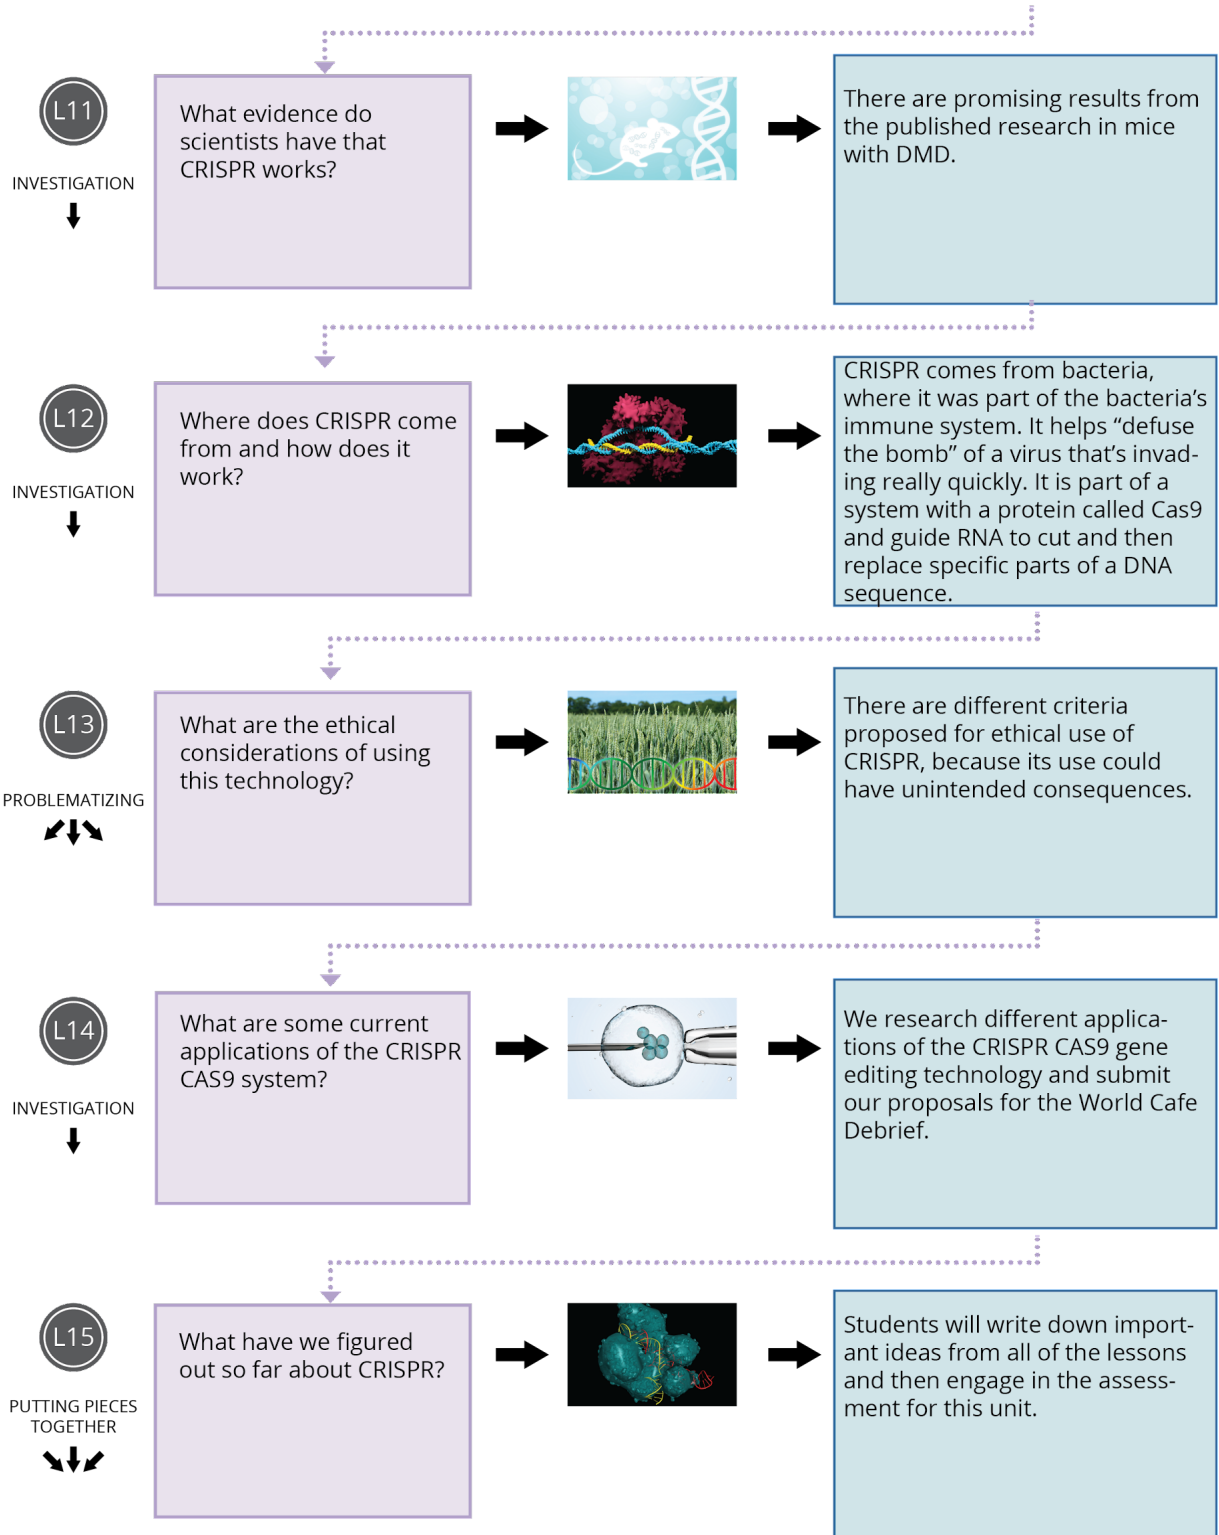 L11
INVESTIGATION
What evidence do
scientists have that
CRISPR works?
There are promising results from
the published research in mice
with DMD.
L12
INVESTIGATION
Where does CRISPR come
from and how does it
work?
CRISPR comes from bacteria,
where it was part of the bacteria’s
immune system. It helps “defuse
the bomb” of a virus that’s invad-
ing really quickly. It is part of a
system with a protein called Cas9
and guide RNA to cut and then
replace specific parts of a DNA
sequence.
L13
PROBLEMATIZING
What are the ethical
considerations of using
this technology?
There are different criteria
proposed for ethical use of
CRISPR, because its use could
have unintended consequences.
L14
INVESTIGATION
What are some current
applications of the CRISPR
CAS9 system?
We research different applica-
tions of the CRISPR CAS9 gene
editing technology and submit
our proposals for the World Cafe
Debrief.
L15
PUTTING PIECES
TOGETHER
What have we figured
out so far about CRISPR?
Students will write down import-
ant ideas from all of the lessons
and then engage in the assess-
ment for this unit.